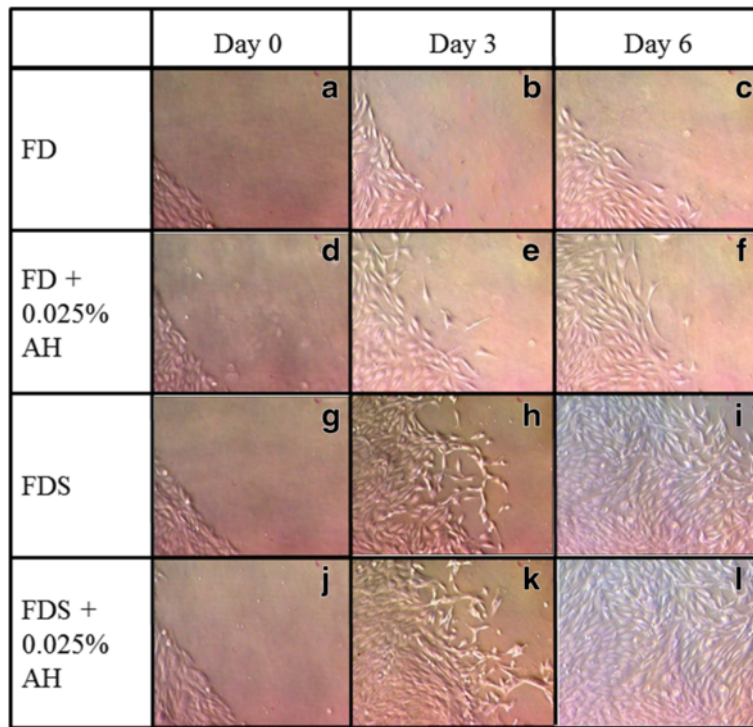 Day 0 Day 3 Day 6
FD a b c
FD +
0.025%
AH
d e f
FDS g h i
FDS +
0.025%
AH
j k l